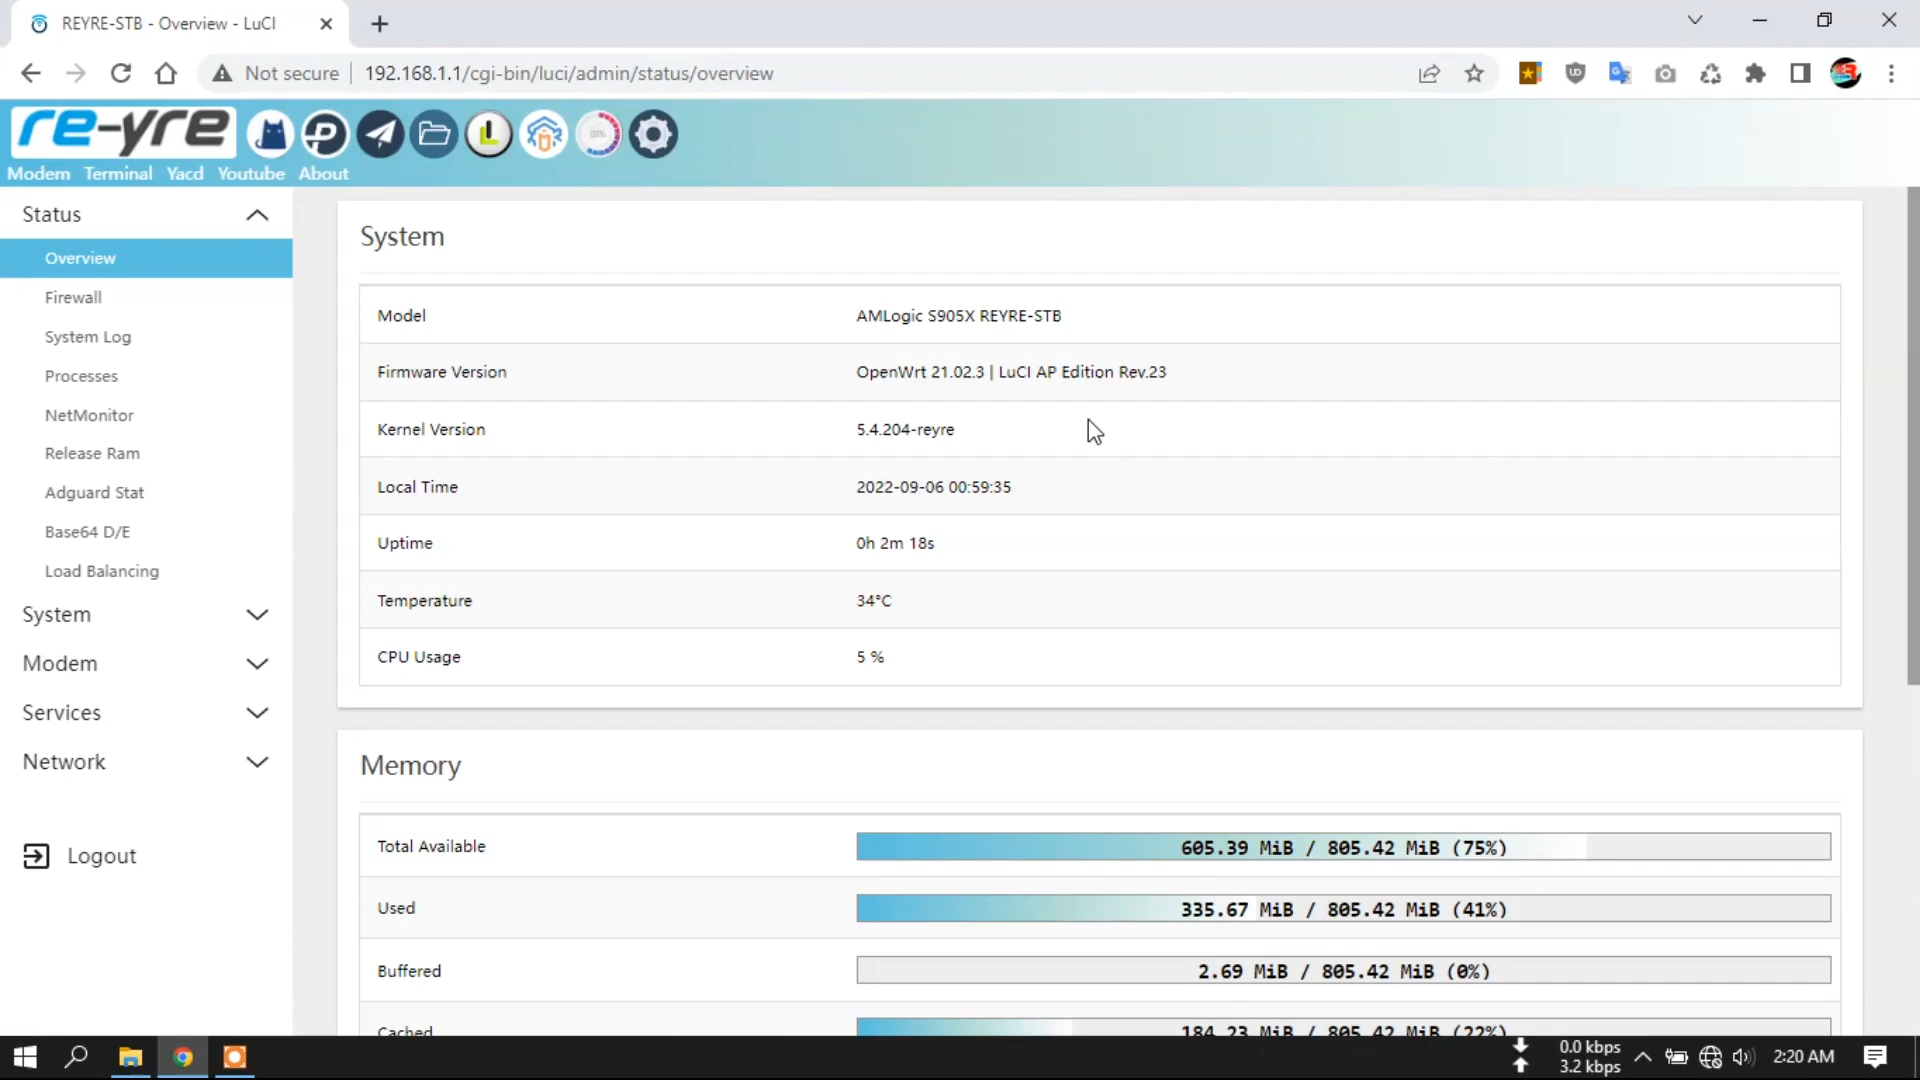 REYRE-STB - Overview - LuCI
Not secure
192.168.1.1/cgi-bin/luci/admin/status/overview
re-yre
Modem Terminal Yacd Youtube About
Status
Overview
Firewall
System Log
Processes
NetMonitor
Release Ram
Adguard Stat
Base64 D/E
Load Balancing
System
Modem
Services
Network
Logout
System
Model AMLogic S905X REYRE-STB
Firmware Version OpenWrt 21.02.3 | LuCI AP Edition Rev.23
Kernel Version 5.4.204-reyre
Local Time 2022-09-06 00:59:35
Uptime 0h 2m 18s
Temperature 34°C
CPU Usage 5 %
Memory
Total Available 605.39 MiB / 805.42 MiB (75%)
Used 335.67 MiB / 805.42 MiB (41%)
Buffered 2.69 MiB / 805.42 MiB (0%)
Cached 184.23 MiB / 805.42 MiB (22%)
0.0 kbps
3.2 kbps
2:20 AM